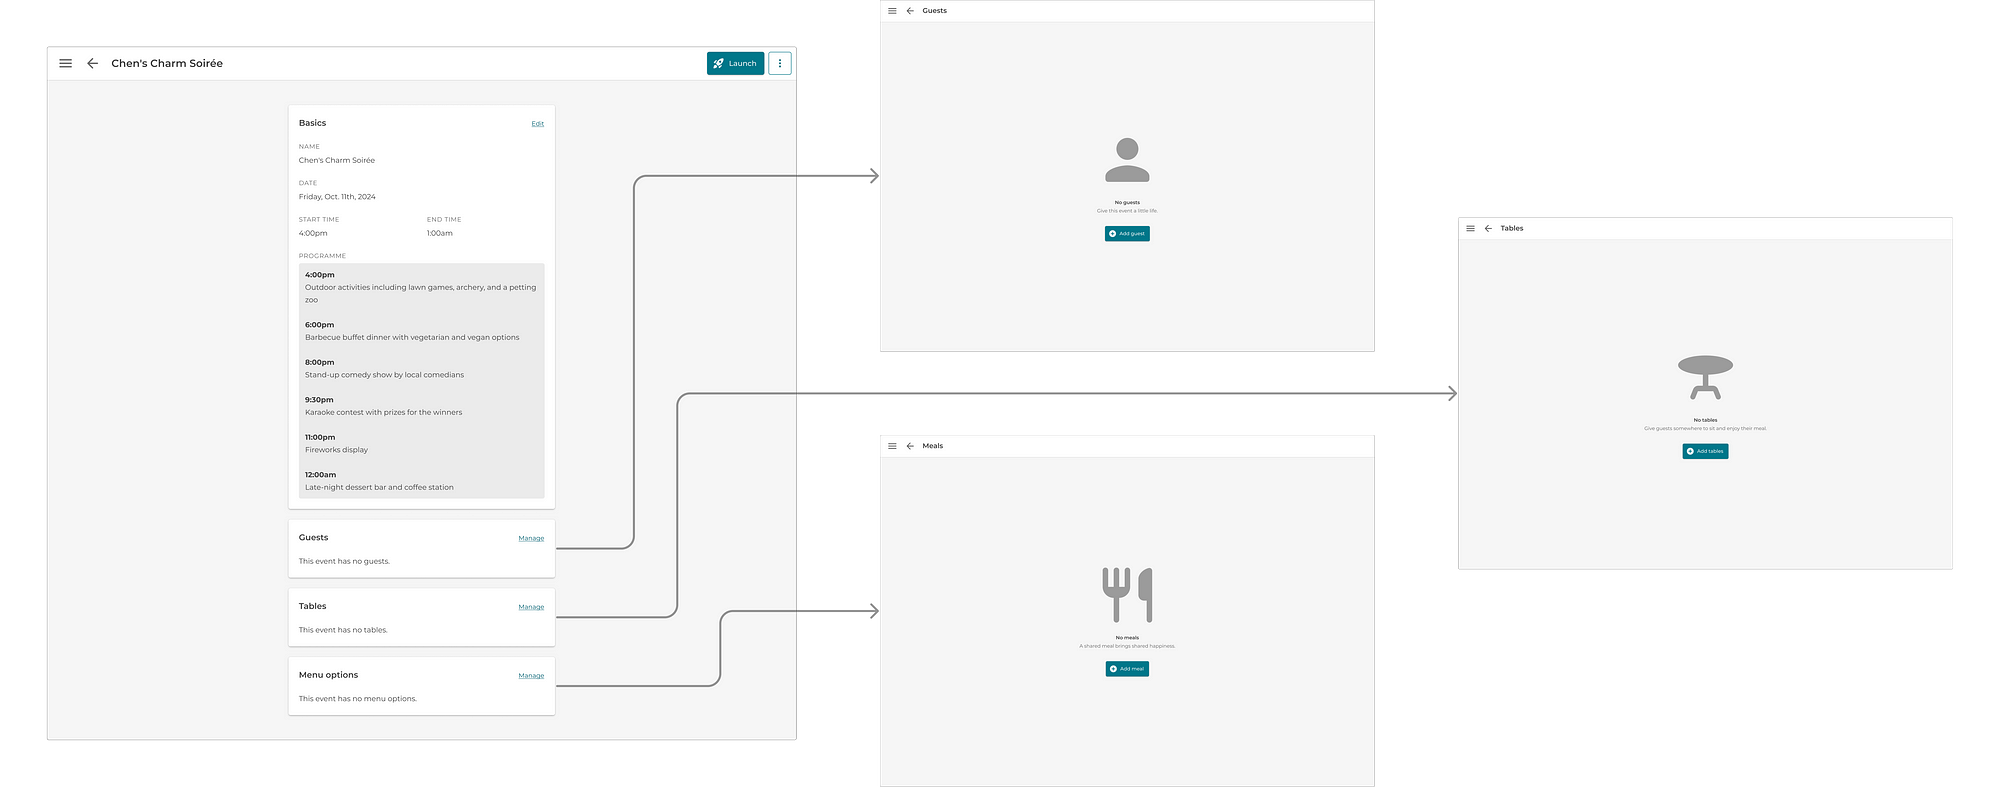 Chen's Charm Soirée
Launch
Basics
Edit
NAME
Chen's Charm Soirée
DATE
Friday, Oct. 11th, 2024
START TIME
END TIME
4:00pm
1:00am
PROGRAMME
4:00pm
Outdoor activities including lawn games, archery, and a petting
zoo
6:00pm
Barbecue buffet dinner with vegetarian and vegan options
8:00pm
Stand-up comedy show by local comedians
9:30pm
Karaoke contest with prizes for the winners
11:00pm
Fireworks display
12:00am
Late-night dessert bar and coffee station
Guests
Manage
This event has no guests.
Tables
Manage
This event has no tables.
Menu options
Manage
This event has no menu options.
Guests
No guests
Give this event a little life.
Add guest
Meals
No meals
A shared meal brings shared happiness.
Add meal
Tables
No tables
Give guests somewhere to sit and enjoy their meal.
Add tables